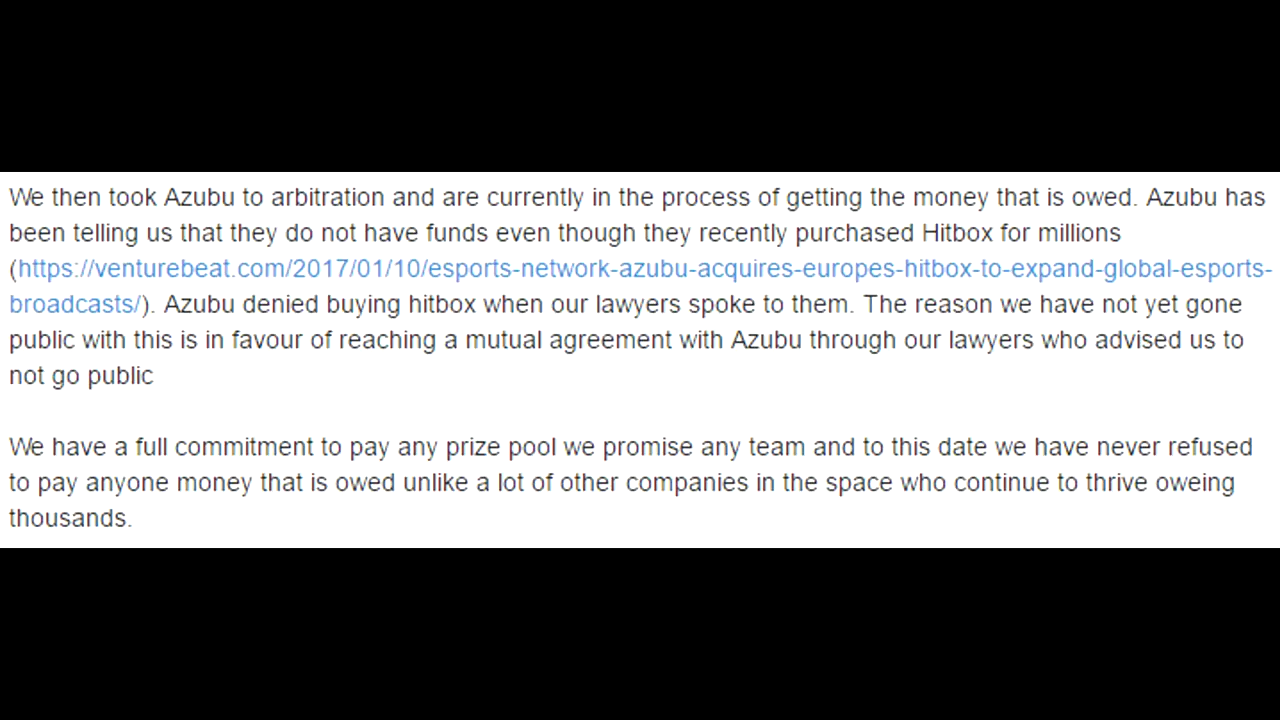 We then took Azubu to arbitration and are currently in the process of getting the money that is owed. Azubu has
been telling us that they do not have funds even though they recently purchased Hitbox for millions
(https://venturebeat.com/2017/01/10/esports-network-azubu-acquires-europes-hitbox-to-expand-global-esports-
broadcasts/). Azubu denied buying hitbox when our lawyers spoke to them. The reason we have not yet gone
public with this is in favour of reaching a mutual agreement with Azubu through our lawyers who advised us to
not go public
We have a full commitment to pay any prize pool we promise any team and to this date we have never refused
to pay anyone money that is owed unlike a lot of other companies in the space who continue to thrive oweing
thousands.